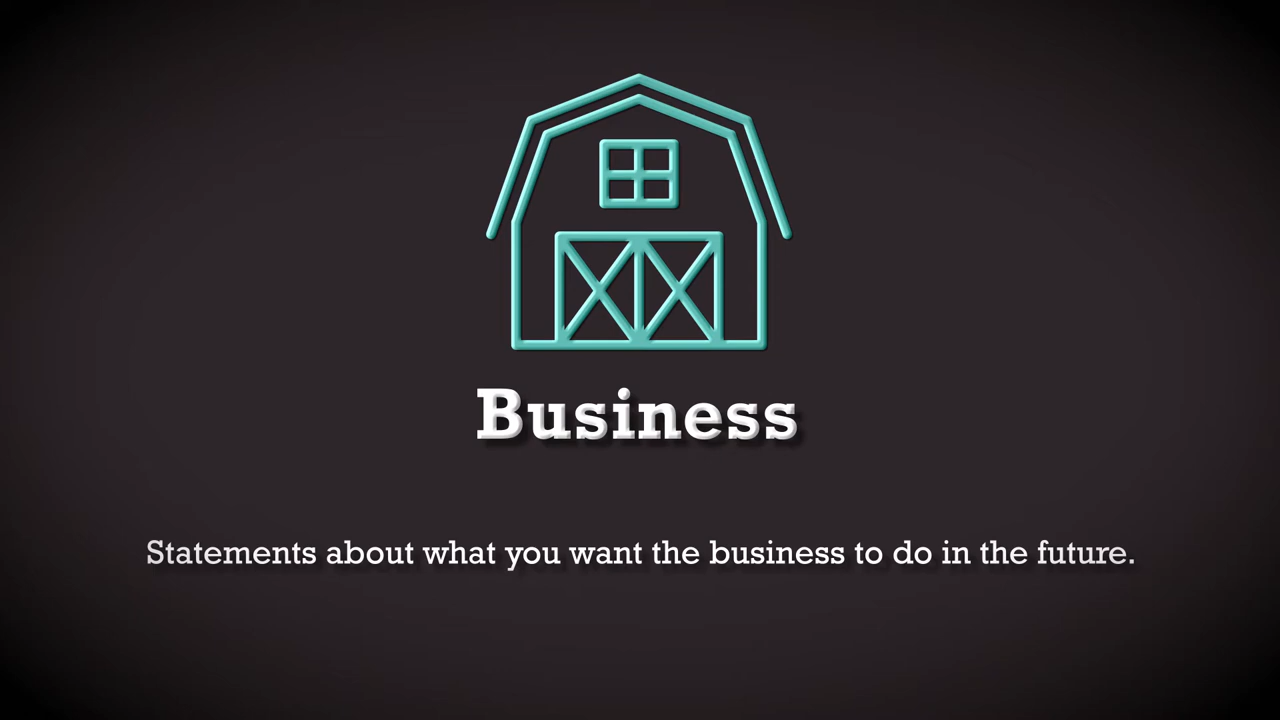 Business
Statements about what you want the business to do in the future.